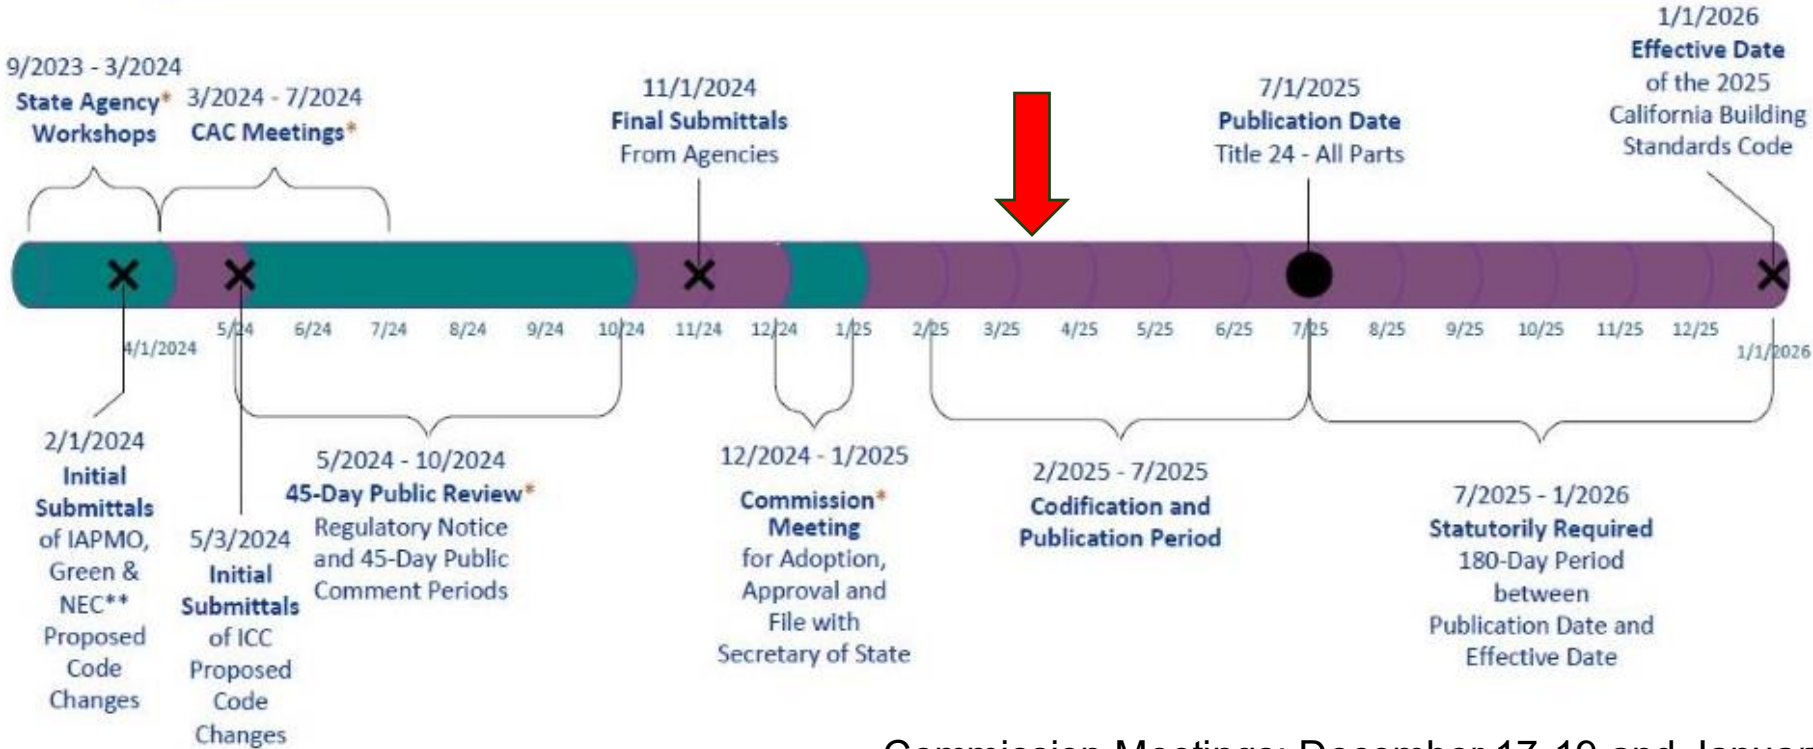 9/2023 - 3/2024
State Agency*
Workshops
3/2024 - 7/2024
CAC Meetings*
11/1/2024
Final Submittals
From Agencies
7/1/2025
Publication Date
Title 24 - All Parts
1/1/2026
Effective Date
of the 2025
California Building
Standards Code
4/1/2024
5/24
6/24
7/24
8/24
9/24
10/24
11/24
12/24
1/25
2/25
3/25
4/25
5/25
6/25
7/25
8/25
9/25
10/25
11/25
12/25
1/1/2026
2/1/2024
Initial
Submittals
of IAPMO,
Green &
NEC**
Proposed
Code
Changes
5/3/2024
Initial
Submittals
of ICC
Proposed
Code
Changes
5/2024 - 10/2024
45-Day Public Review*
Regulatory Notice
and 45-Day Public
Comment Periods
12/2024 - 1/2025
Commission*
Meeting
for Adoption,
Approval and
File with
Secretary of State
2/2025 - 7/2025
Codification and
Publication Period
7/2025 - 1/2026
Statutorily Required
180-Day Period
between
Publication Date and
Effective Date
Commission Meetings: December 17-19 and